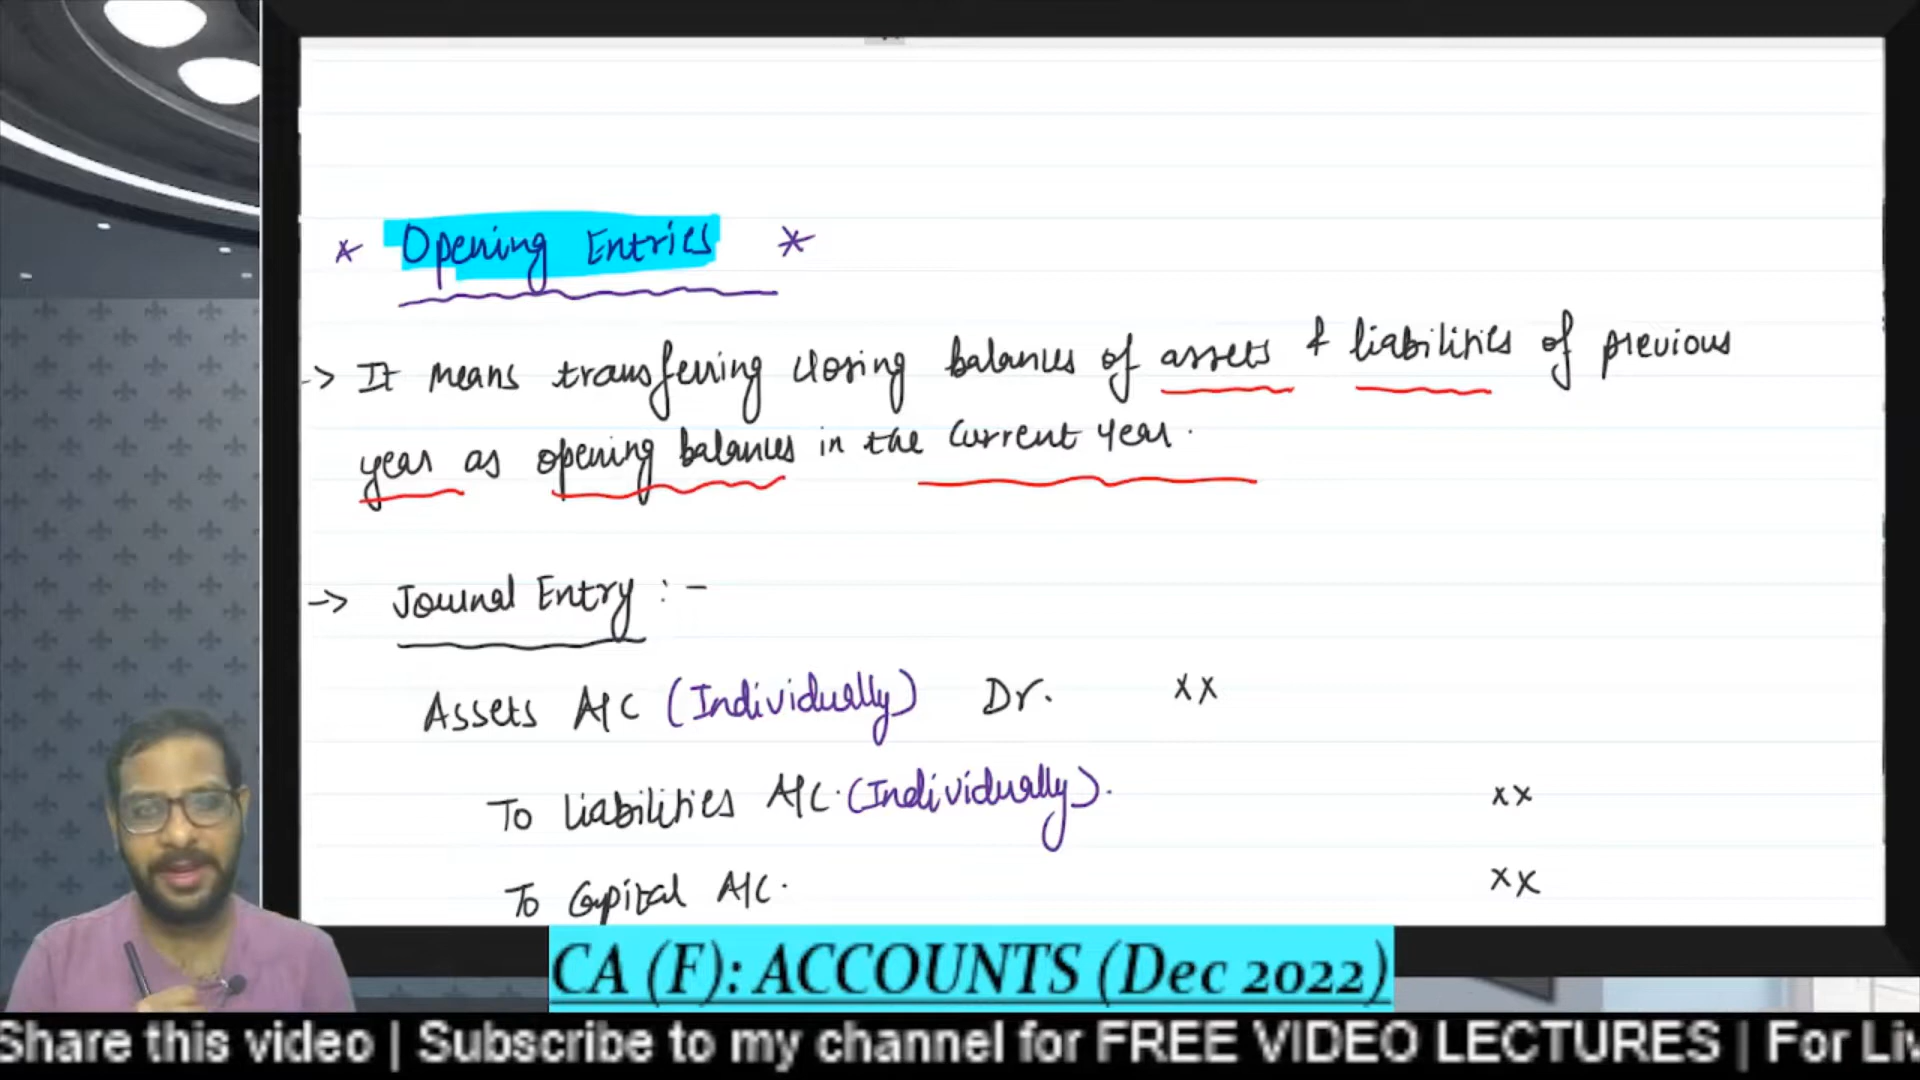 * Opening Entries *
-> It means transferring closing balances of assets & liabilities of previous
year as opening balances in the current year.
-> Journal Entry :-
Assets A/C (Individually) Dr. xx
To liabilities A/C. (Individually). xx
To Capital A/C. xx
CA (F): ACCOUNTS (Dec 2022)
Share this video | Subscribe to my channel for FREE VIDEO LECTURES | For Liv